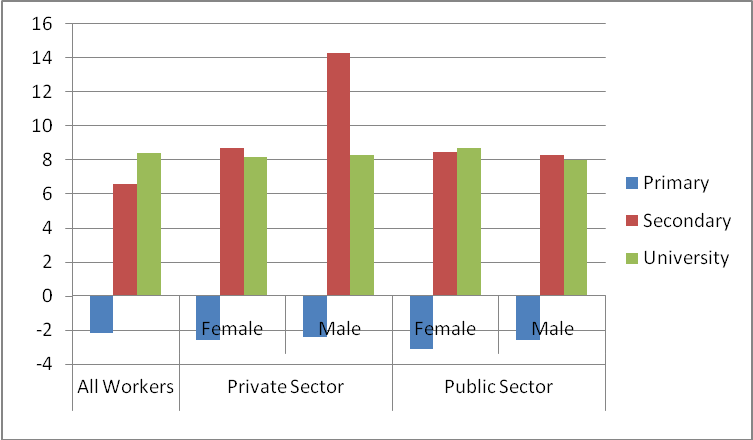 16
14
12
10
8
6
4
2
0
-2
-4
Female Male Female Male
All Workers Private Sector Public Sector
Primary
Secondary
University